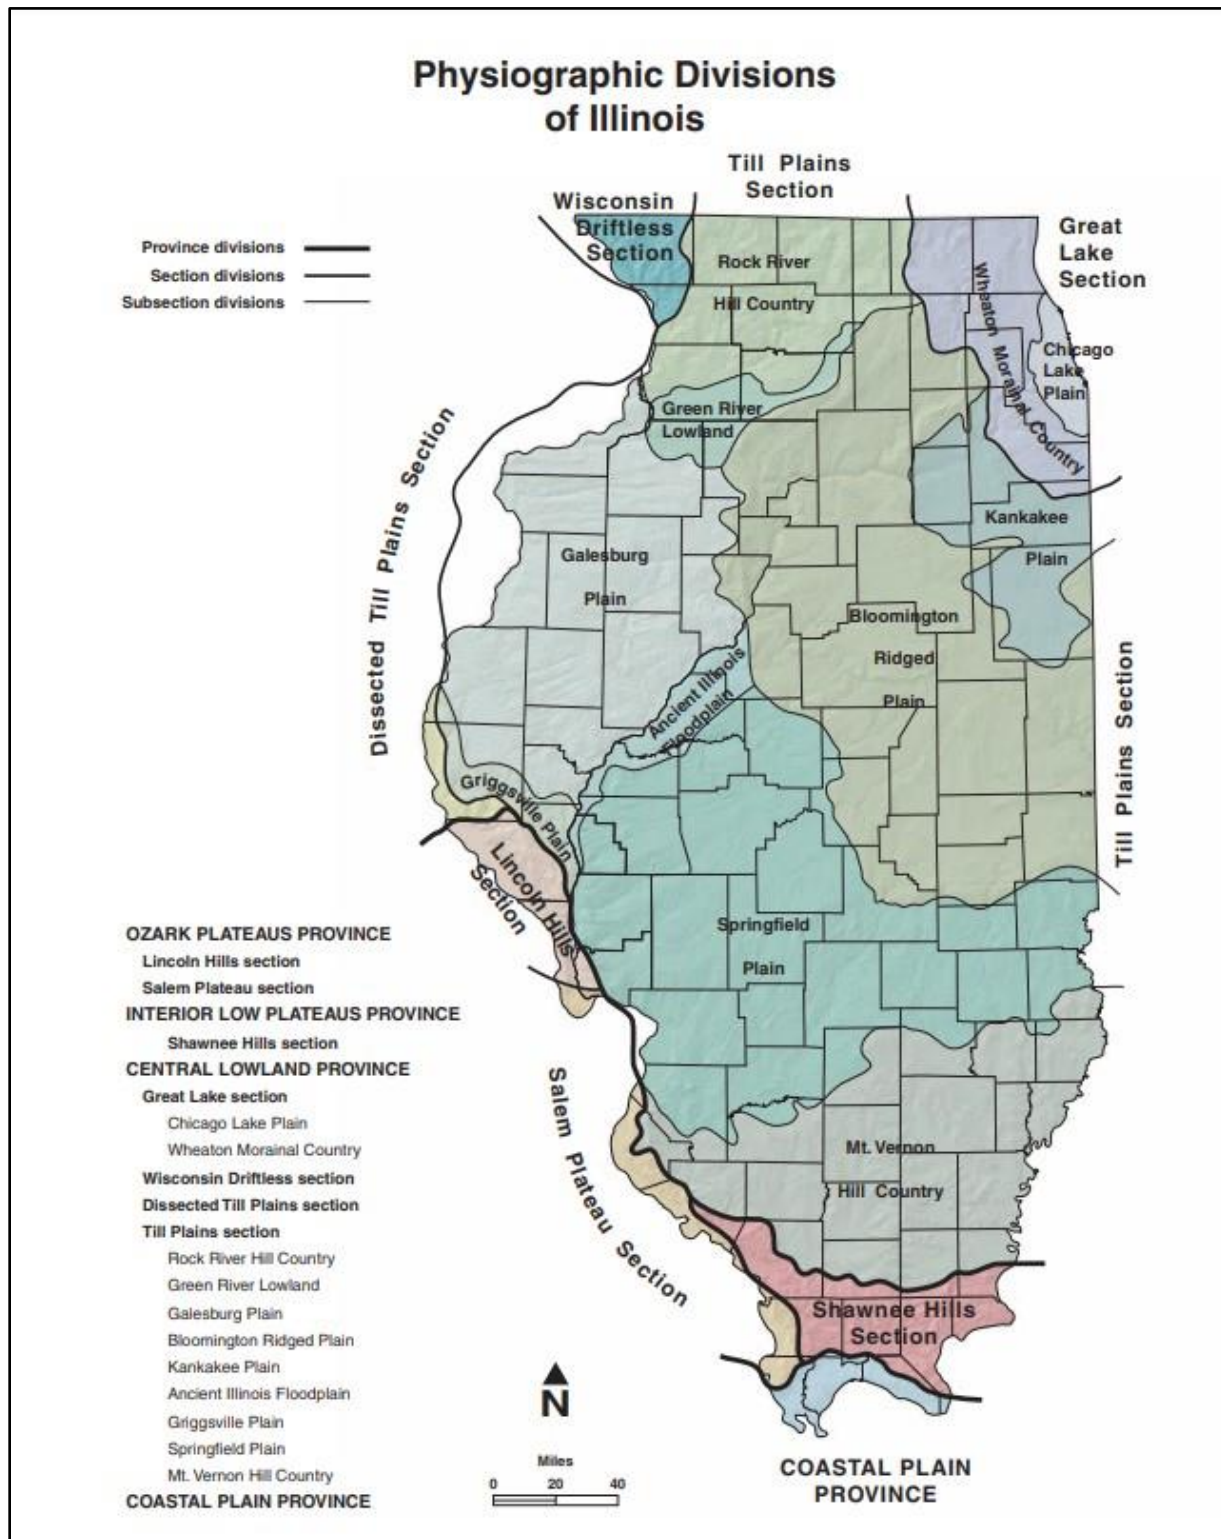 Physiographic Divisions
of Illinois
Till Plains
Section
Wisconsin
Driftless
Section
Great
Lake
Section
Province divisions
Section divisions
Subsection divisions
Rock River
Hill Country
Wheaton Morainal Country
Chicago
Lake
Plain
Green River
Lowland
Dissected Till Plains Section
Kankakee
Plain
Galesburg
Plain
Bloomington
Ridged
Plain
Ancient Illinois
Floodplain
Till Plains Section
Griggsville Plain
Lincoln Hills
Section
Springfield
Plain
OZARK PLATEAUS PROVINCE
Lincoln Hills section
Salem Plateau section
INTERIOR LOW PLATEAUS PROVINCE
Shawnee Hills section
CENTRAL LOWLAND PROVINCE
Great Lake section
Chicago Lake Plain
Wheaton Morainal Country
Wisconsin Driftless section
Dissected Till Plains section
Till Plains section
Rock River Hill Country
Green River Lowland
Galesburg Plain
Bloomington Ridged Plain
Kankakee Plain
Ancient Illinois Floodplain
Griggsville Plain
Springfield Plain
Mt. Vernon Hill Country
COASTAL PLAIN PROVINCE
Salem Plateau Section
Mt. Vernon
Hill Country
Shawnee Hills
Section
N
Miles
0 20 40
COASTAL PLAIN
PROVINCE